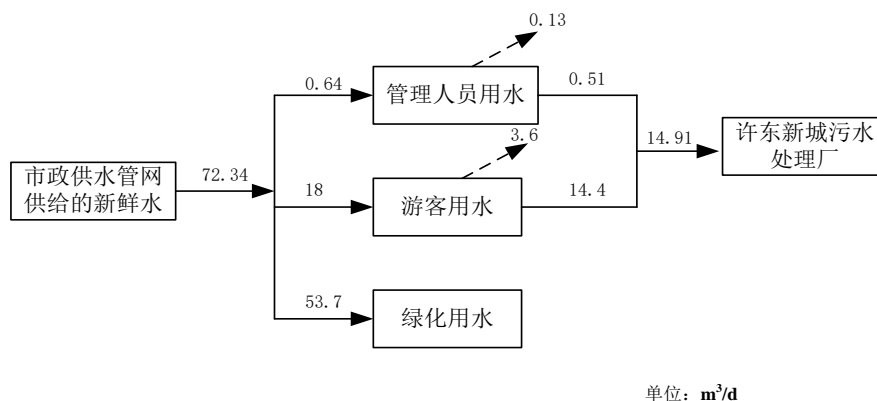 0.13
0.64
管理人员用水
0.51
3.6
市政供水管网
供给的新鲜水
72.34
18
游客用水
14.4
14.91
许东新城污水
处理厂
53.7
绿化用水
单位：m³/d